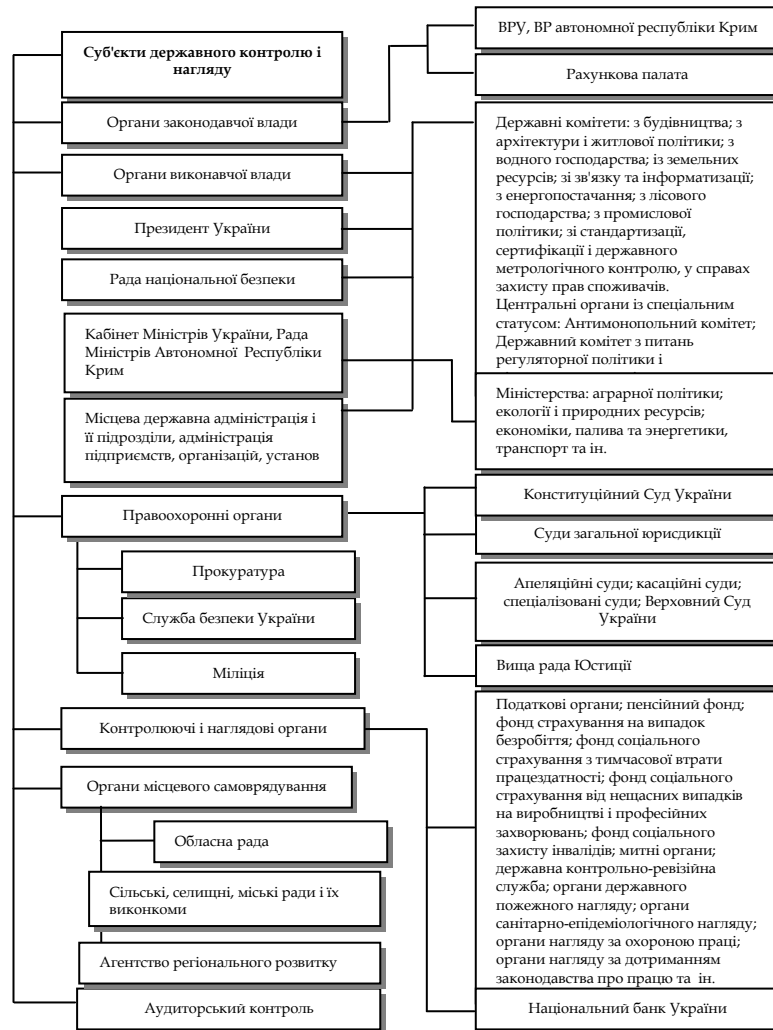 Суб'єкти державного контролю і
нагляду
Органи законодавчої влади
Органи виконавчої влади
Президент України
Рада національної безпеки
Кабінет Міністрів України, Рада
Міністрів Автономної Республіки
Крим
Місцева державна адміністрація і
її підрозділи, адміністрація
підприємств, організацій, установ
Правоохоронні органи
Прокуратура
Служба безпеки України
Міліція
Контролюючі і наглядові органи
Органи місцевого самоврядування
Обласна рада
Сільські, селищні, міські ради і їх
виконкоми
Агентство регіонального розвитку
Аудиторський контроль
ВРУ, ВР автономної республіки Крим
Рахункова палата
Державні комітети: з будівництва; з
архітектури і житлової політики; з
водного господарства; із земельних
ресурсів; зі зв'язку та інформатизації;
з енергопостачання; з лісового
господарства; з промислової
політики; зі стандартизації,
сертифікації і державного
метрологічного контролю, у справах
захисту прав споживачів.
Центральні органи із спеціальним
статусом: Антимонопольний комітет;
Державний комітет з питань
регуляторної політики і
Міністерства: аграрної політики;
екології і природних ресурсів;
економіки, палива та энергетики,
транспорт та ін.
Конституційний Суд України
Суди загальної юрисдикції
Апеляційні суди; касаційні суди;
спеціалізовані суди; Верховний Суд
України
Вища рада Юстиції
Податкові органи; пенсійний фонд;
фонд страхування на випадок
безробіття; фонд соціального
страхування з тимчасової втрати
працездатності; фонд соціального
страхування від нещасних випадків
на виробництві і професійних
захворювань; фонд соціального
захисту інвалідів; митні органи;
державна контрольно-ревізійна
служба; органи державного
пожежного нагляду; органи
санітарно-епідеміологічного нагляду;
органи нагляду за охороною праці;
органи нагляду за дотриманням
законодавства про працю та ін.
Національний банк України